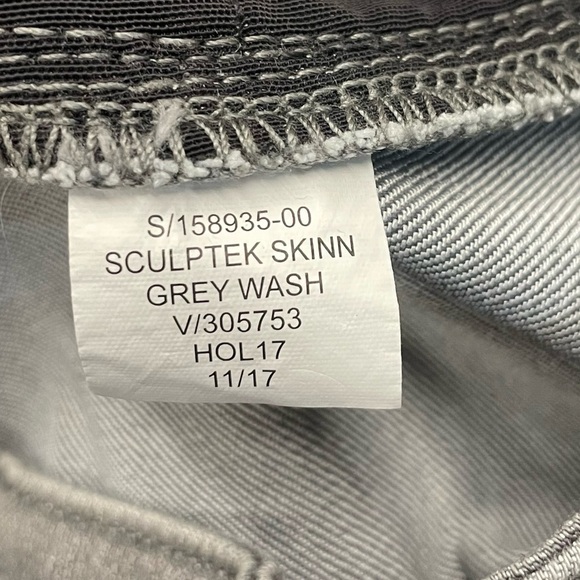 S/158935-00
SCULPTEK SKINN
GREY WASH
V/305753
HOL17
11/17